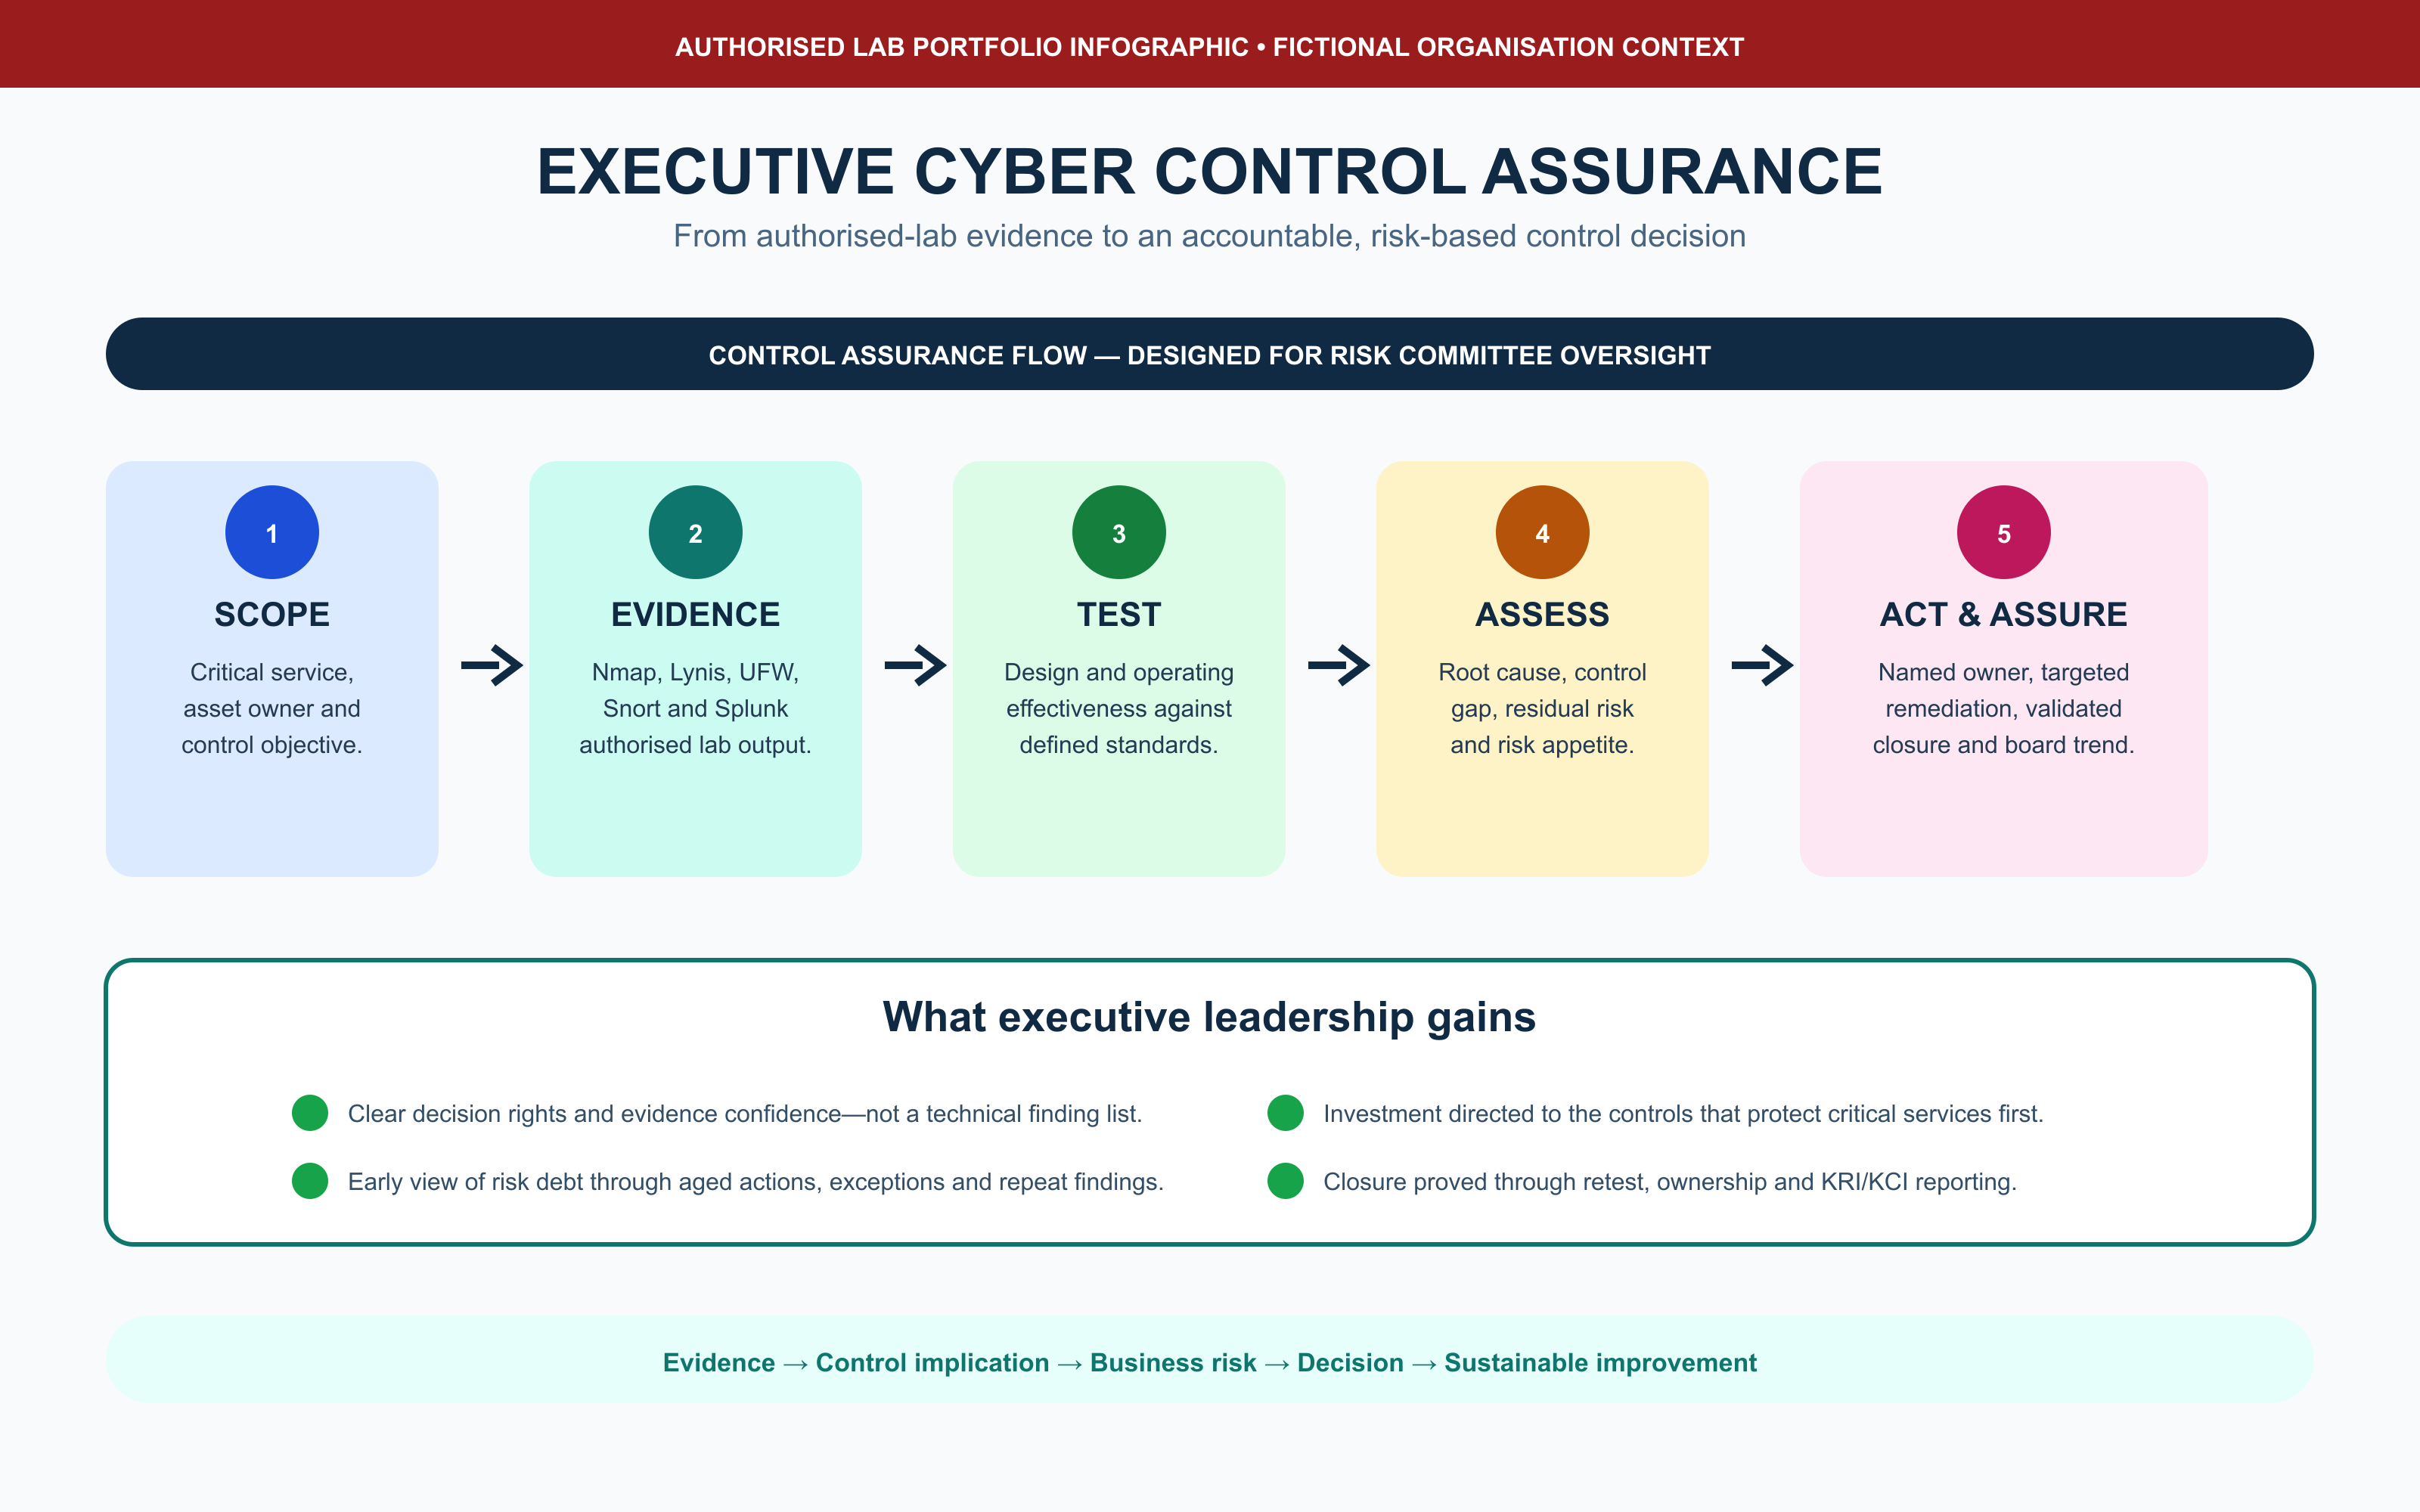 AUTHORISED LAB PORTFOLIO INFOGRAPHIC • FICTIONAL ORGANISATION CONTEXT
EXECUTIVE CYBER CONTROL ASSURANCE
From authorised-lab evidence to an accountable, risk-based control decision
CONTROL ASSURANCE FLOW — DESIGNED FOR RISK COMMITTEE OVERSIGHT
1
SCOPE
Critical service,
asset owner and
control objective.
2
EVIDENCE
Nmap, Lynis, UFW,
Snort and Splunk
authorised lab output.
3
TEST
Design and operating
effectiveness against
defined standards.
4
ASSESS
Root cause, control
gap, residual risk
and risk appetite.
5
ACT & ASSURE
Named owner, targeted
remediation, validated
closure and board trend.
What executive leadership gains
Clear decision rights and evidence confidence—not a technical finding list.
Early view of risk debt through aged actions, exceptions and repeat findings.
Investment directed to the controls that protect critical services first.
Closure proved through retest, ownership and KRI/KCI reporting.
Evidence → Control implication → Business risk → Decision → Sustainable improvement